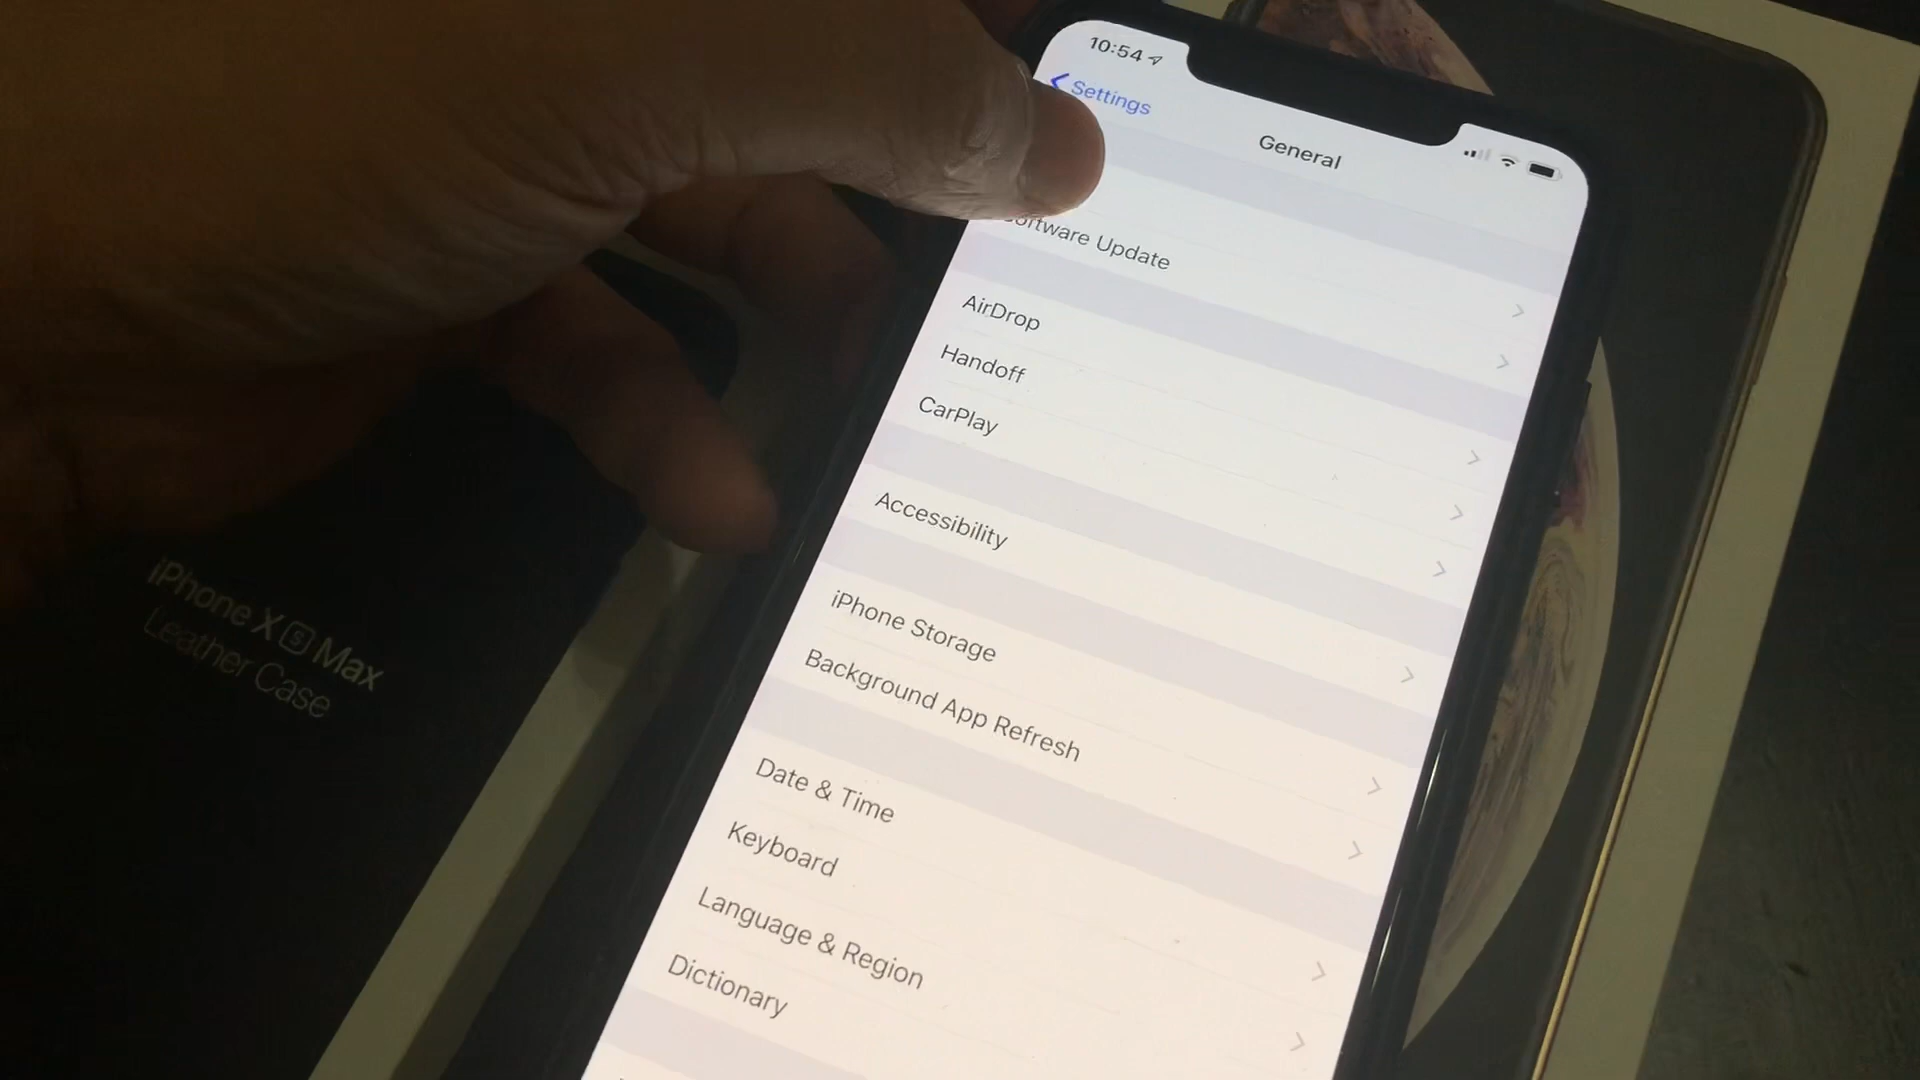 10:54
Settings
General
Software Update
AirDrop
Handoff
CarPlay
Accessibility
iPhone Storage
Background App Refresh
Date & Time
Keyboard
Language & Region
Dictionary
iPhone XS Max
Leather Case